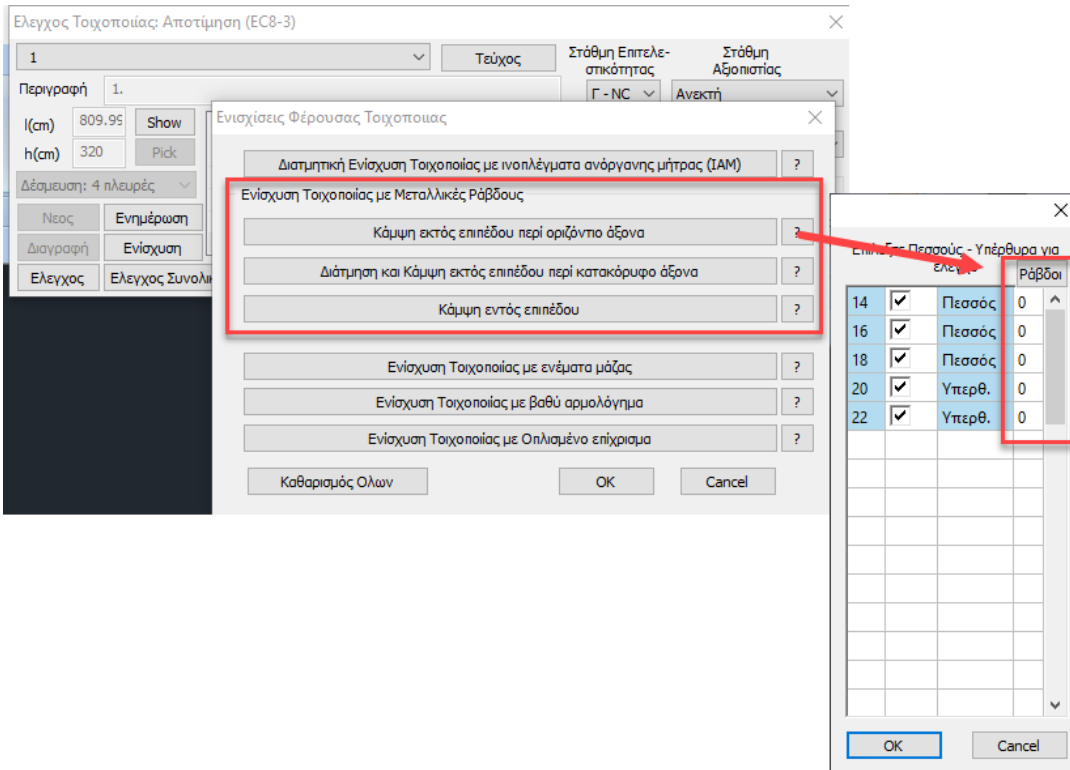 Ελεγχος Τοιχοποιίας: Αποτίμηση (EC8-3)
1
Τεύχος
Στάθμη Επιτελε-
στικότητας
Στάθμη
Αξιοπιστίας
Περιγραφή
1.
Γ - NC
Ανεκτή
l(cm)
809.99
Show
h(cm)
320
Pick
Δέσμευση: 4 πλευρές
Νεος
Ενημέρωση
Διαγραφή
Ενίσχυση
Ελεγχος
Ελεγχος Συνολι
Ενισχίσεις Φέρουσας Τοιχοποιιας
Διατμητική Ενίσχυση Τοιχοποιίας με ινοπλέγματα ανόργανης μήτρας (ΙΑΜ)
?
Ενίσχυση Τοιχοποιίας με Μεταλλικές Ράβδους
Κάμψη εκτός επιπέδου περί οριζόντιο άξονα
?
Διάτμηση και Κάμψη εκτός επιπέδου περί κατακόρυφο άξονα
?
Κάμψη εντός επιπέδου
?
Ενίσχυση Τοιχοποιίας με ενέματα μάζας
?
Ενίσχυση Τοιχοποιίας με βαθύ αρμολόγημα
?
Ενίσχυση Τοιχοποιίας με Οπλισμένο επίχρισμα
?
Καθαρισμός Ολων
OK
Cancel
Πεσσούς - Υπέρθυρα για
Ράβδοι
14 Πεσσός 0
16 Πεσσός 0
18 Πεσσός 0
20 Υπερθ. 0
22 Υπερθ. 0
OK
Cancel